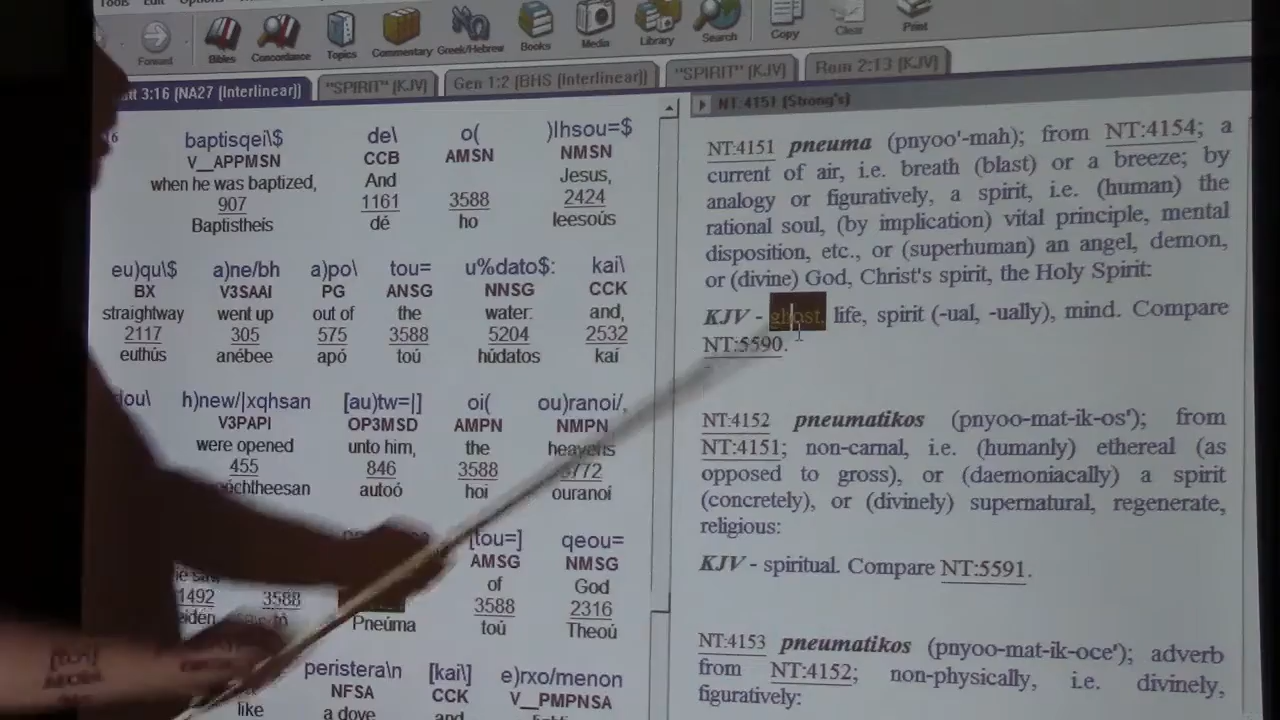 Tools Edit Options
Forward Bibles Concordance Topics Commentary Greek/Hebrew Books Media Library Search Copy Clear Print
att 3:16 [NA27 (Interlinear)] "SPIRIT" (KJV) Gen 1:2 [BHS (Interlinear)] "SPIRIT" (KJV) Rom 2:13 (KJV)
16 baptisqei\$ de\ o( )Ihsou=$
V__APPMSN CCB AMSN NMSN
when he was baptized, And Jesus,
907 1161 3588 2424
Baptistheís dé ho Ieesoús
eu)qu\$ a)ne/bh a)po\ tou= u%dato$: kai\
BX V3SAAI PG ANSG NNSG CCK
straightway went up out of the water: and,
2117 305 575 3588 5204 2532
euthús anébee apó toú húdatos kaí
dou\ h)new/|xqhsan [au)tw=|] oi( ou)ranoi/,
V3PAPI OP3MSD AMPN NMPN
were opened unto him, the heavens
455 846 3588 3772
échtheesan autoó hoi ouranoí
[tou=] qeou=
AMSG NMSG
of God
1492 3588 3588 2316
eidén Pneúma toú Theoú
peristera\n [kai\] e)rxo/menon
NFSA CCK V__PMPNSA
like a dove and
NT:4151 (Strong's)
NT:4151 pneuma (pnyoo'-mah); from NT:4154; a
current of air, i.e. breath (blast) or a breeze; by
analogy or figuratively, a spirit, i.e. (human) the
rational soul, (by implication) vital principle, mental
disposition, etc., or (superhuman) an angel, demon,
or (divine) God, Christ's spirit, the Holy Spirit:
KJV - ghost, life, spirit (-ual, -ually), mind. Compare
NT:5590.
NT:4152 pneumatikos (pnyoo-mat-ik-os'); from
NT:4151; non-carnal, i.e. (humanly) ethereal (as
opposed to gross), or (daemoniacally) a spirit
(concretely), or (divinely) supernatural, regenerate,
religious:
KJV - spiritual. Compare NT:5591.
NT:4153 pneumatikos (pnyoo-mat-ik-oce'); adverb
from NT:4152; non-physically, i.e. divinely,
figuratively: